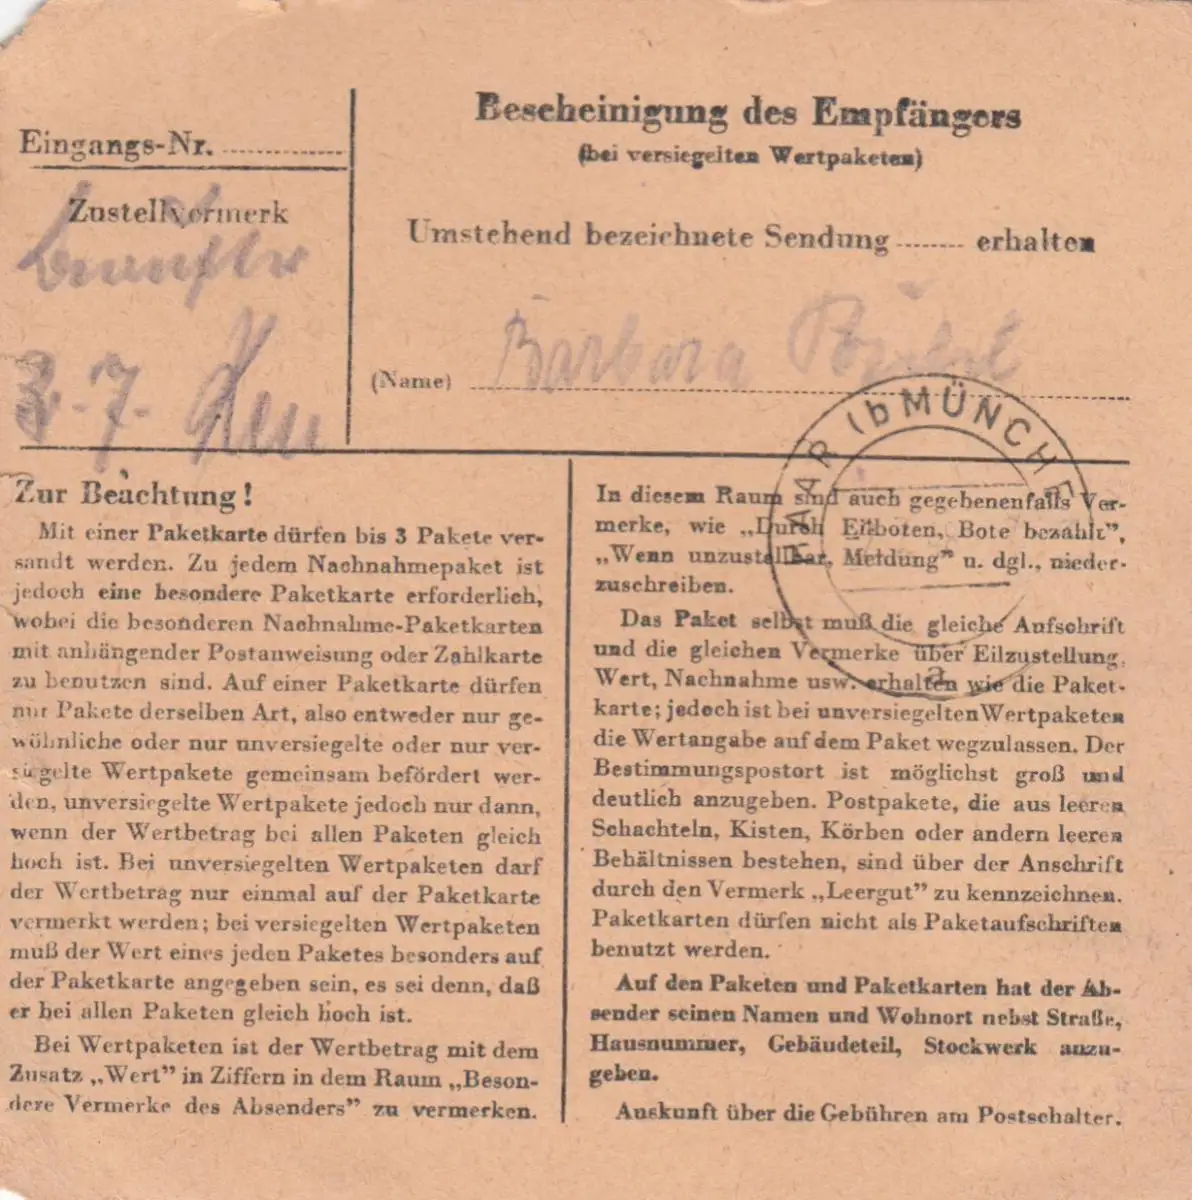 Eingangs-Nr. ..............
Zustellvermerk
3.-7.
Bescheinigung des Empfängers
(bei versiegelten Wertpaketen)
Umstehend bezeichnete Sendung ........ erhalten
Barbara
(Name)
HAAR (b MÜNCHEN
a
Zur Beachtung!
Mit einer Paketkarte dürfen bis 3 Pakete ver-
sandt werden. Zu jedem Nachnahmepaket ist
jedoch eine besondere Paketkarte erforderlich,
wobei die besonderen Nachnahme-Paketkarten
mit anhängender Postanweisung oder Zahlkarte
zu benutzen sind. Auf einer Paketkarte dürfen
nur Pakete derselben Art, also entweder nur ge-
wöhnliche oder nur unversiegelte oder nur ver-
siegelte Wertpakete gemeinsam befördert wer-
den, unversiegelte Wertpakete jedoch nur dann,
wenn der Wertbetrag bei allen Paketen gleich
hoch ist. Bei unversiegelten Wertpaketen darf
der Wertbetrag nur einmal auf der Paketkarte
vermerkt werden; bei versiegelten Wertpaketen
muß der Wert eines jeden Paketes besonders auf
der Paketkarte angegeben sein, es sei denn, daß
er bei allen Paketen gleich hoch ist.
Bei Wertpaketen ist der Wertbetrag mit dem
Zusatz „Wert” in Ziffern in dem Raum „Beson-
dere Vermerke des Absenders” zu vermerken.
In diesem Raum sind auch gegebenenfalls Ver-
merke, wie „Durch Eilboten, Bote bezahlt”,
„Wenn unzustellbar, Meldung” u. dgl., nieder-
zuschreiben.
Das Paket selbst muß die gleiche Aufschrift
und die gleichen Vermerke über Eilzustellung,
Wert, Nachnahme usw. erhalten wie die Paket-
karte; jedoch ist bei unversiegelten Wertpaketen
die Wertangabe auf dem Paket wegzulassen. Der
Bestimmungspostort ist möglichst groß und
deutlich anzugeben. Postpakete, die aus leeren
Schachteln, Kisten, Körben oder andern leeren
Behältnissen bestehen, sind über der Anschrift
durch den Vermerk „Leergut” zu kennzeichnen.
Paketkarten dürfen nicht als Paketaufschriften
benutzt werden.
Auf den Paketen und Paketkarten hat der Ab-
sender seinen Namen und Wohnort nebst Straße,
Hausnummer, Gebäudeteil, Stockwerk anzu-
geben.
Auskunft über die Gebühren am Postschalter.